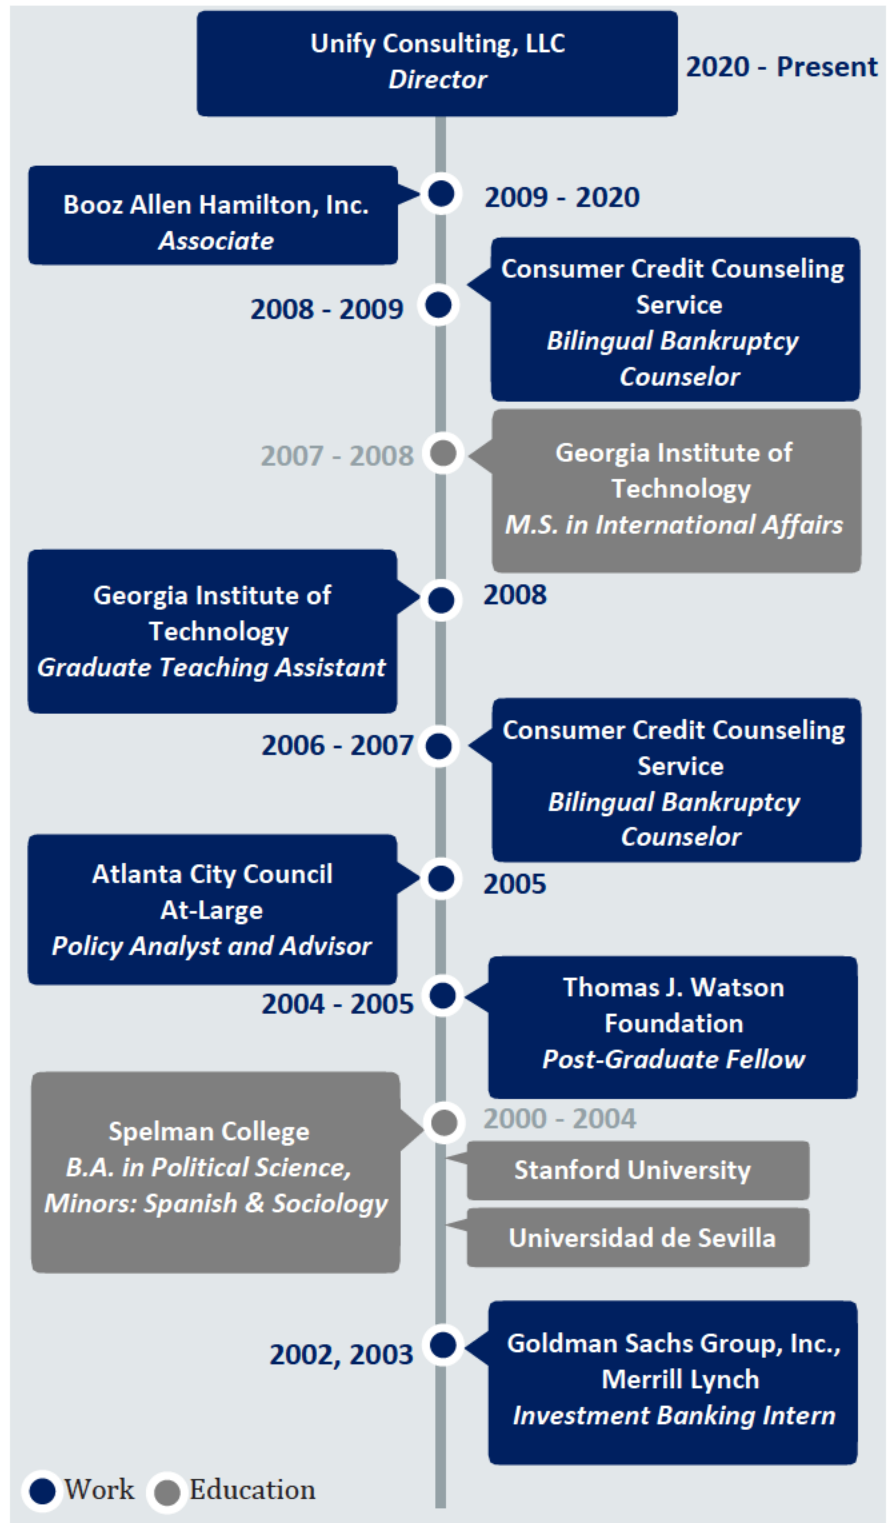 Unify Consulting, LLC
Director
2020 - Present
Booz Allen Hamilton, Inc.
Associate
2009 - 2020
Consumer Credit Counseling
Service
Bilingual Bankruptcy
Counselor
2008 - 2009
2007 - 2008
Georgia Institute of
Technology
M.S. in International Affairs
Georgia Institute of
Technology
Graduate Teaching Assistant
2008
2006 - 2007
Consumer Credit Counseling
Service
Bilingual Bankruptcy
Counselor
Atlanta City Council
At-Large
Policy Analyst and Advisor
2005
2004 - 2005
Thomas J. Watson
Foundation
Post-Graduate Fellow
Spelman College
B.A. in Political Science,
Minors: Spanish & Sociology
2000 - 2004
Stanford University
Universidad de Sevilla
2002, 2003
Goldman Sachs Group, Inc.,
Merrill Lynch
Investment Banking Intern
Work
Education